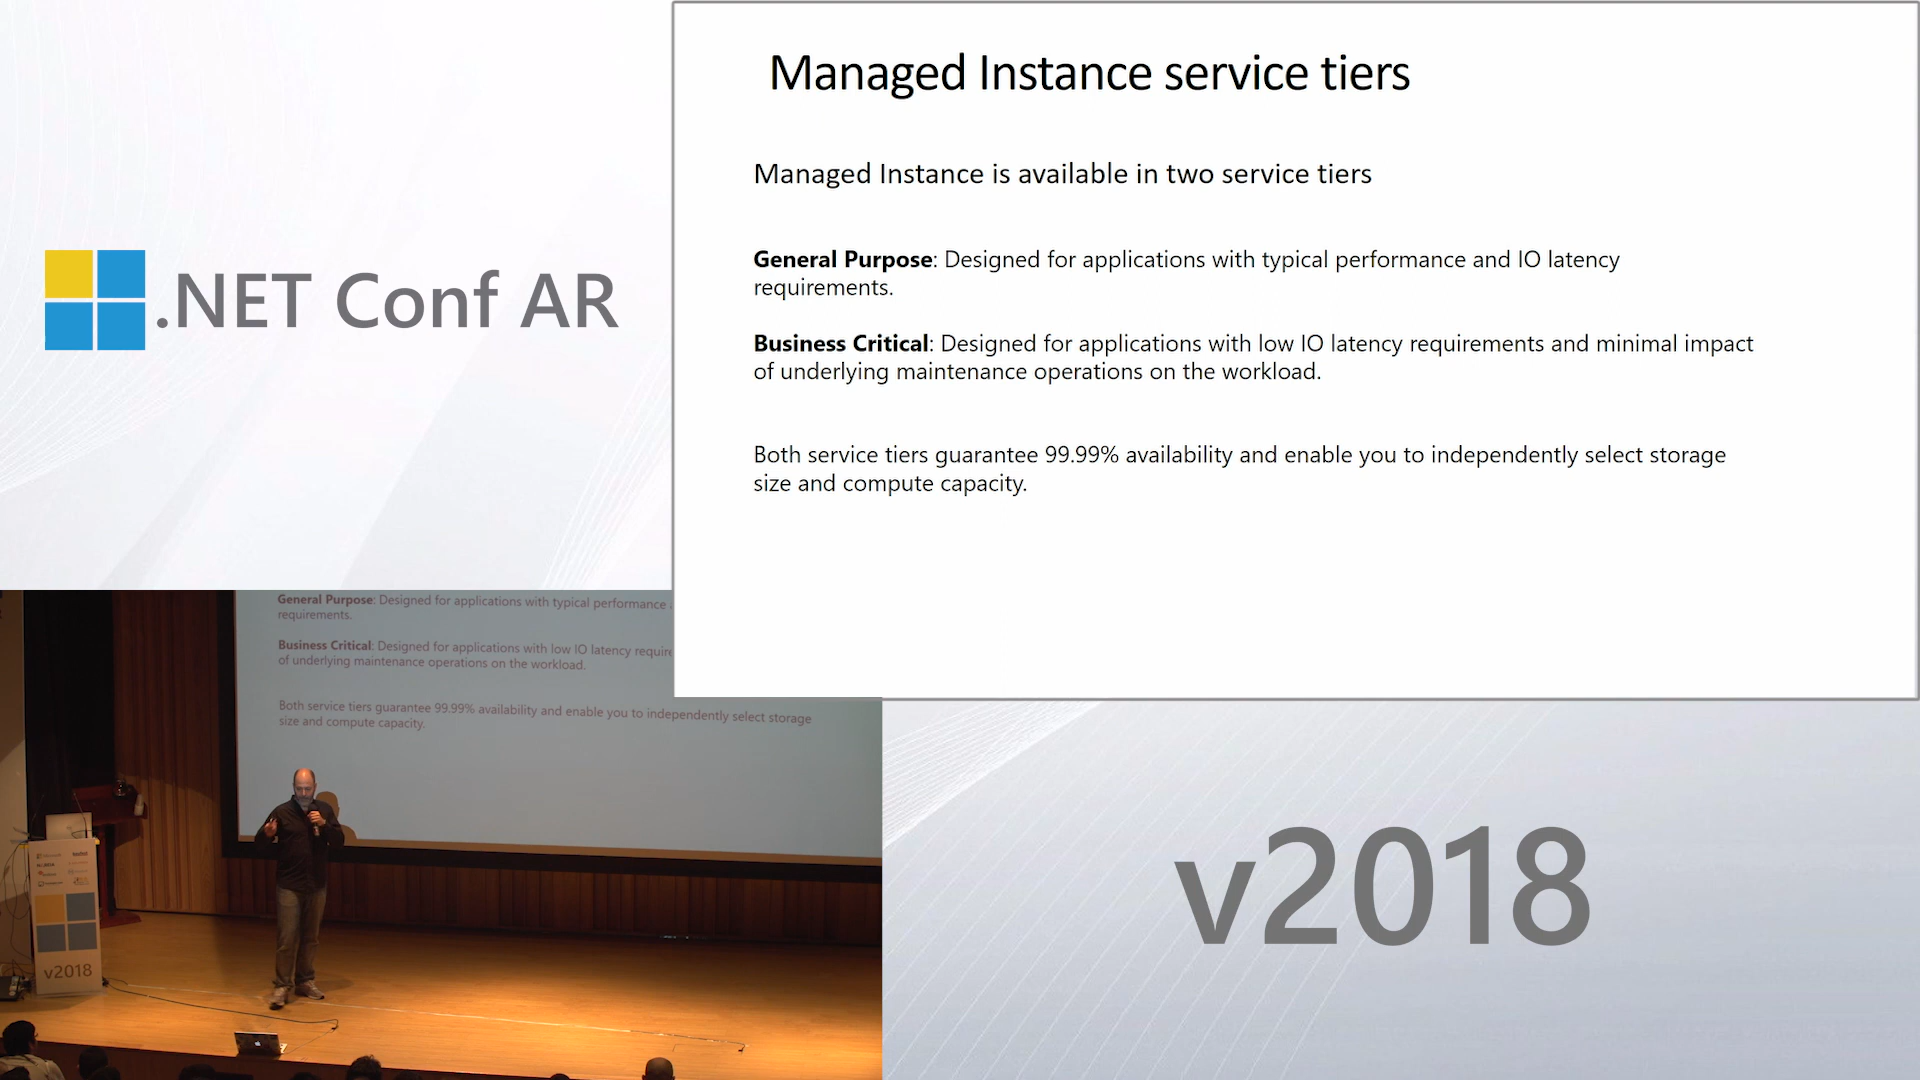 Managed Instance service tiers
Managed Instance is available in two service tiers
General Purpose: Designed for applications with typical performance and IO latency
requirements.
Business Critical: Designed for applications with low IO latency requirements and minimal impact
of underlying maintenance operations on the workload.
Both service tiers guarantee 99.99% availability and enable you to independently select storage
size and compute capacity.
.NET Conf AR
General Purpose: Designed for applications with typical performance
requirements.
Business Critical: Designed for applications with low IO latency require
of underlying maintenance operations on the workload.
Both service tiers guarantee 99.99% availability and enable you to independently select storage
size and compute capacity.
v2018
v2018